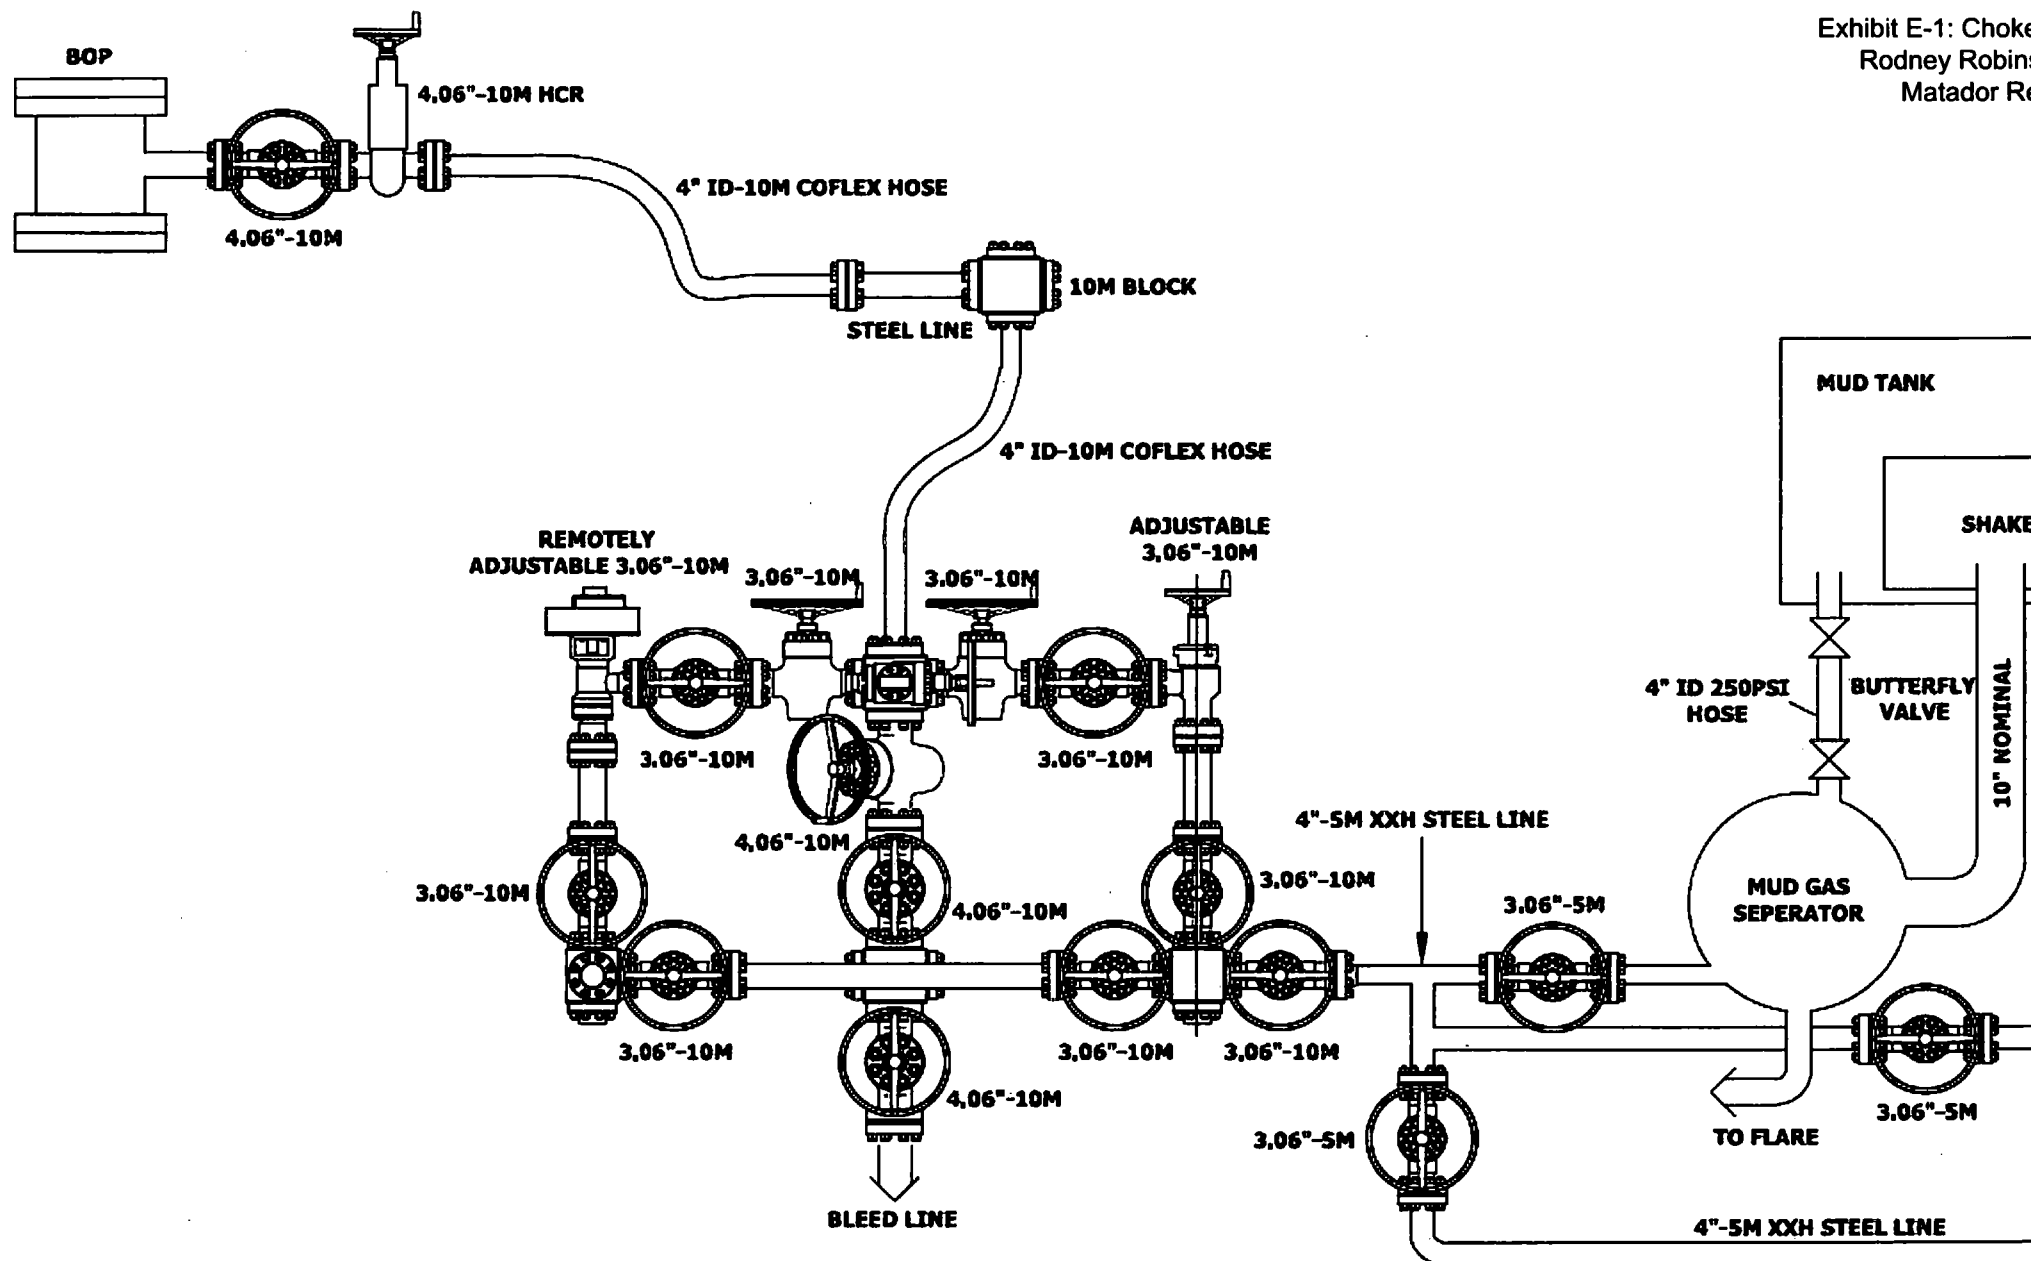 Exhibit E-1: Choke
Rodney Robins
Matador Re
BOP
4.06"-10M HCR
4" ID-10M COFLEX HOSE
4.06"-10M
10M BLOCK
STEEL LINE
MUD TANK
4" ID-10M COFLEX HOSE
SHAKE
REMOTELY
ADJUSTABLE 3.06"-10M
3.06"-10M
3.06"-10M
ADJUSTABLE
3.06"-10M
4" ID 250PSI
HOSE
BUTTERFLY
VALVE
10" NOMINAL
3.06"-10M
3.06"-10M
4.06"-10M
4"-5M XXH STEEL LINE
3.06"-10M
4.06"-10M
3.06"-10M
3.06"-5M
MUD GAS
SEPERATOR
3.06"-10M
3.06"-10M
3.06"-10M
4.06"-10M
3.06"-5M
3.06"-5M
TO FLARE
BLEED LINE
4"-5M XXH STEEL LINE